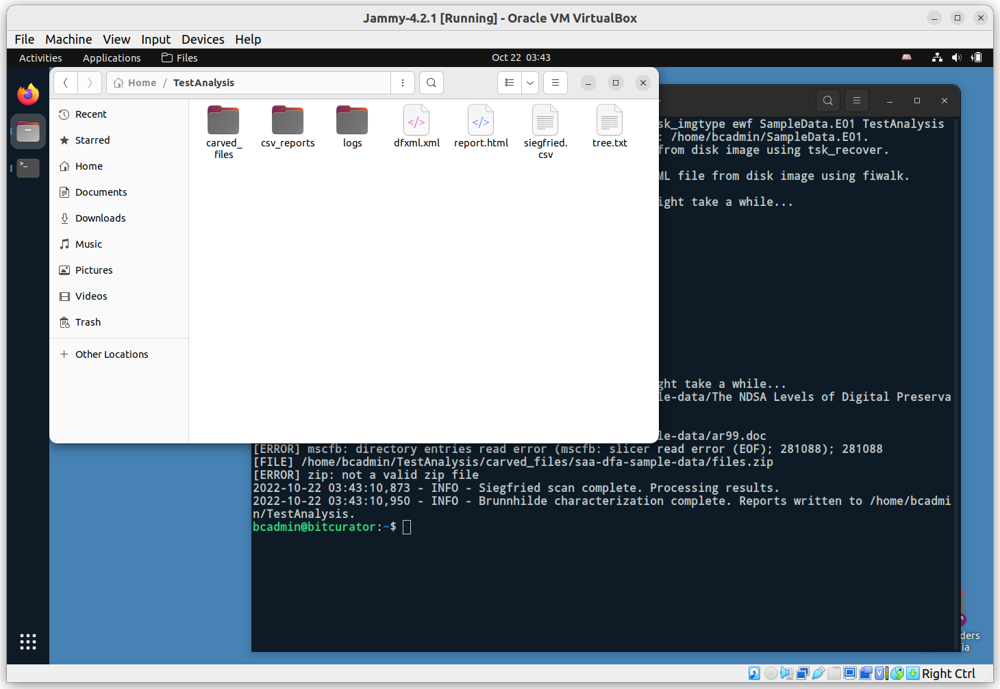 Jammy-4.2.1 [Running] - Oracle VM VirtualBox
File Machine View Input Devices Help
Activities Applications Files Oct 22 03:43
Home / TestAnalysis
Recent
Starred
Home
Documents
Downloads
Music
Pictures
Videos
Trash
Other Locations
carved_
files
csv_reports
logs
dfxml.xml
report.html
siegfried.
csv
tree.txt
sk_imgtype ewf SampleData.E01 TestAnalysis
: /home/bcadmin/SampleData.E01.
from disk image using tsk_recover.
ML file from disk image using fiwalk.
ight take a while...
ght take a while...
le-data/The NDSA Levels of Digital Preserva
le-data/ar99.doc
[ERROR] mscfb: directory entries read error (mscfb: slicer read error (EOF); 281088); 281088
[FILE] /home/bcadmin/TestAnalysis/carved_files/saa-dfa-sample-data/files.zip
[ERROR] zip: not a valid zip file
2022-10-22 03:43:10,873 - INFO - Siegfried scan complete. Processing results.
2022-10-22 03:43:10,950 - INFO - Brunnhilde characterization complete. Reports written to /home/bcadmi
n/TestAnalysis.
bcadmin@bitcurator:~$
ders
ia
Right Ctrl